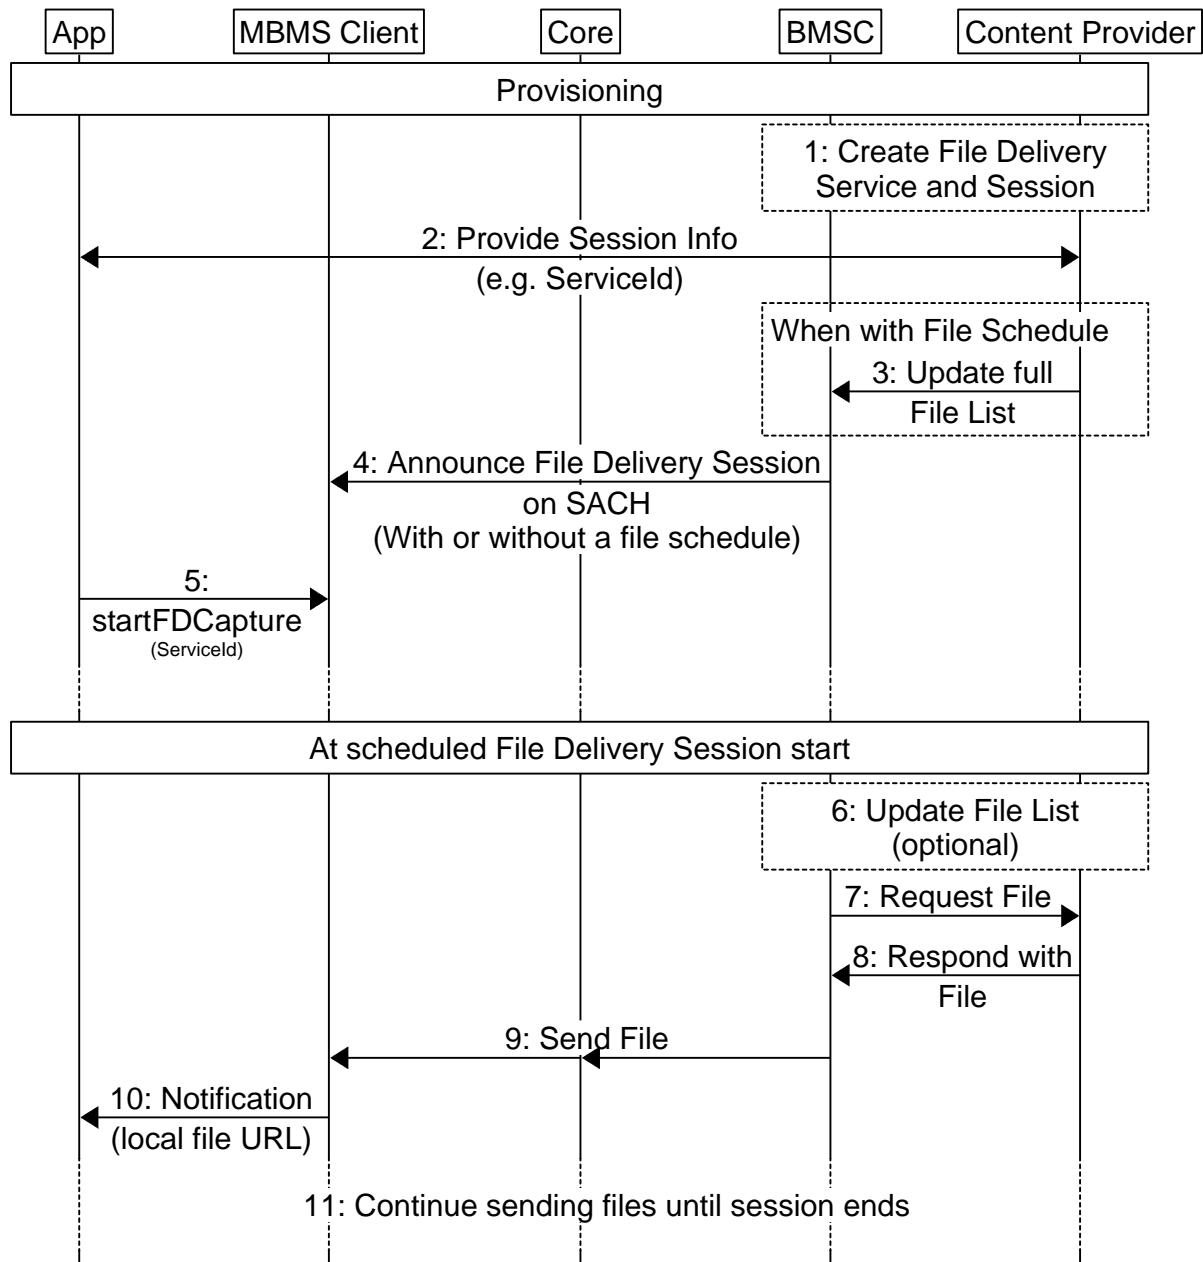 App
MBMS Client
Core
BMSC
Content Provider
Provisioning
1: Create File Delivery
Service and Session
2: Provide Session Info
(e.g. ServiceId)
When with File Schedule
3: Update full
File List
4: Announce File Delivery Session
on SACH
(With or without a file schedule)
5:
startFDCapture
(ServiceId)
At scheduled File Delivery Session start
6: Update File List
(optional)
7: Request File
8: Respond with
File
9: Send File
10: Notification
(local file URL)
11: Continue sending files until session ends